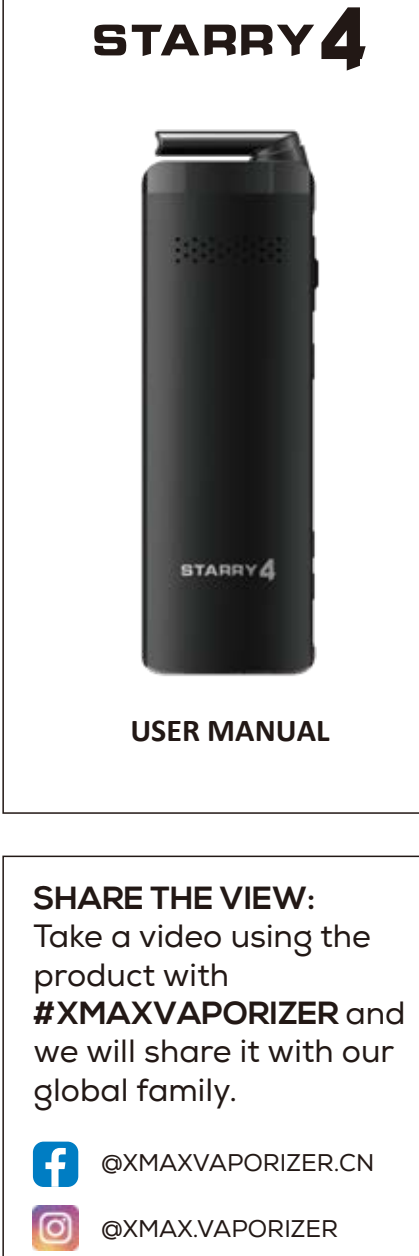 STARRY4
STARRY4
USER MANUAL
SHARE THE VIEW:
Take a video using the
product with
#XMAXVAPORIZER and
we will share it with our
global family.
@XMAXVAPORIZER.CN
@XMAX.VAPORIZER